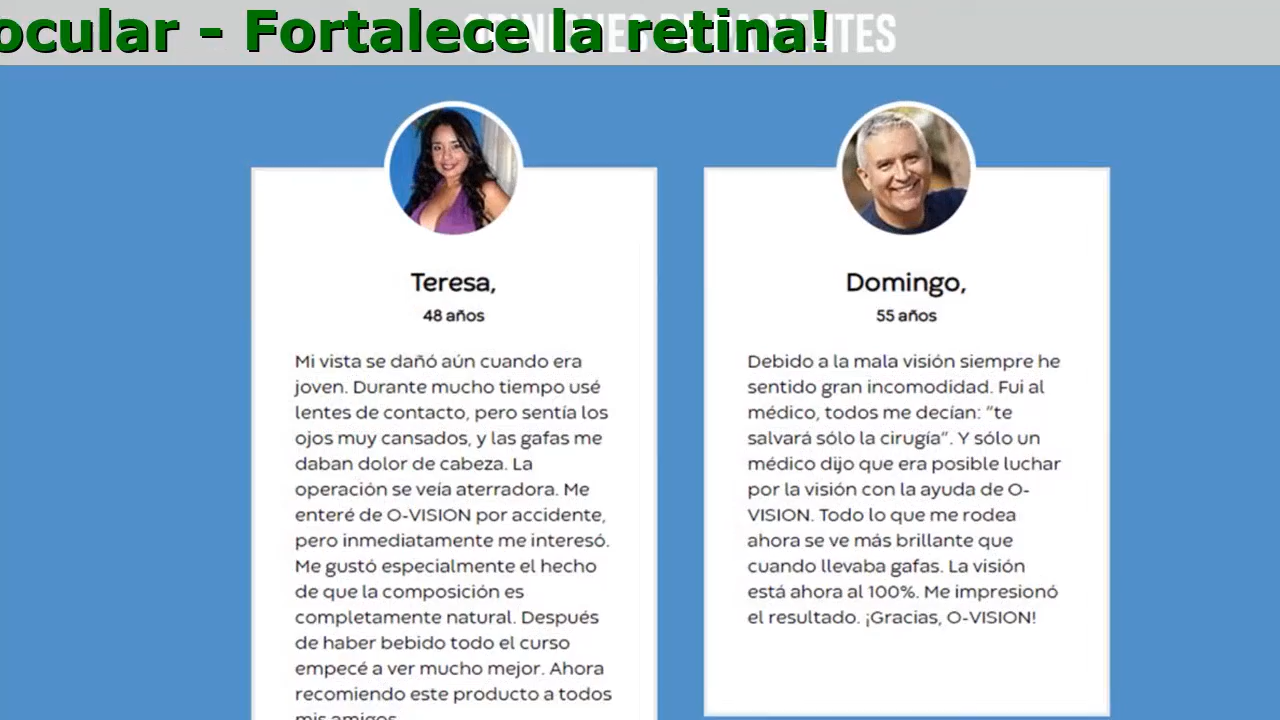 ocular - Fortalece la retina!
Teresa,
48 años
Mi vista se dañó aún cuando era
joven. Durante mucho tiempo usé
lentes de contacto, pero sentía los
ojos muy cansados, y las gafas me
daban dolor de cabeza. La
operación se veía aterradora. Me
enteré de O-VISION por accidente,
pero inmediatamente me interesó.
Me gustó especialmente el hecho
de que la composición es
completamente natural. Después
de haber bebido todo el curso
empecé a ver mucho mejor. Ahora
recomiendo este producto a todos
mis amigos.
Domingo,
55 años
Debido a la mala visión siempre he
sentido gran incomodidad. Fui al
médico, todos me decían: “te
salvará sólo la cirugía”. Y sólo un
médico dijo que era posible luchar
por la visión con la ayuda de O-
VISION. Todo lo que me rodea
ahora se ve más brillante que
cuando llevaba gafas. La visión
está ahora al 100%. Me impresionó
el resultado. ¡Gracias, O-VISION!